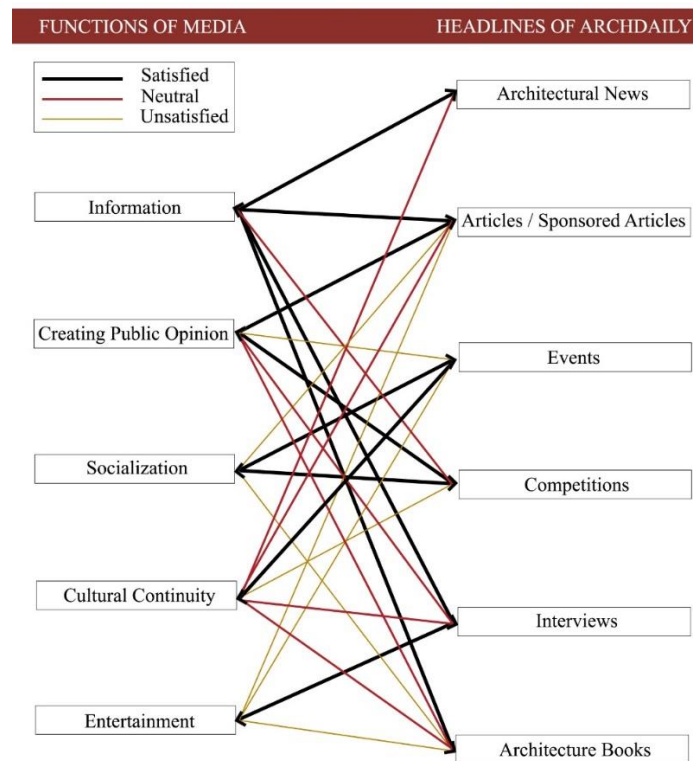 FUNCTIONS OF MEDIA
HEADLINES OF ARCHDAILY
Satisfied
Neutral
Unsatisfied
Architectural News
Information
Articles / Sponsored Articles
Creating Public Opinion
Events
Socialization
Competitions
Cultural Continuity
Interviews
Entertainment
Architecture Books